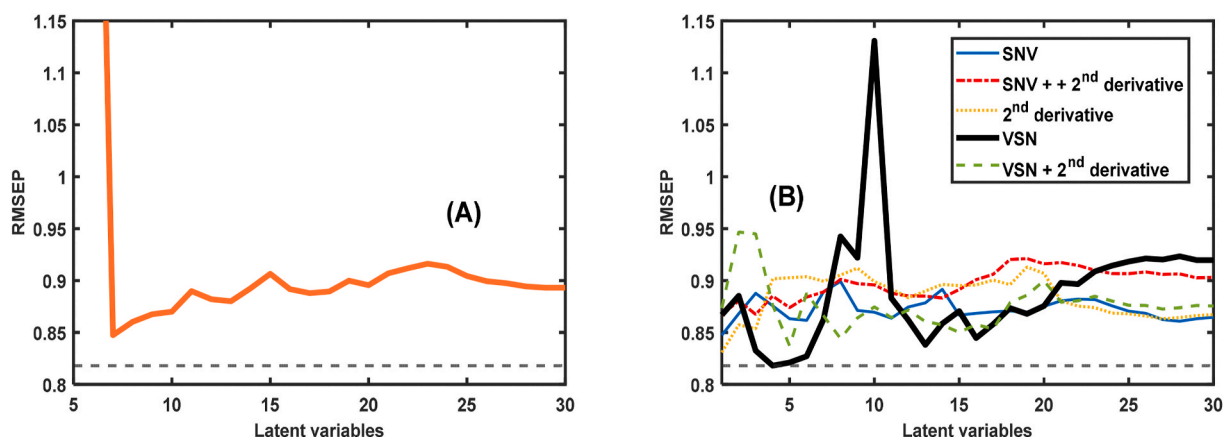 1.15
1.1
1.05
1
0.95
0.9
0.85
0.8
RMSEP
(A)
5
10
15
20
25
30
Latent variables
1.15
1.1
1.05
1
0.95
0.9
0.85
0.8
RMSEP
(B)
SNV
SNV + + 2nd derivative
2nd derivative
VSN
VSN + 2nd derivative
5
10
15
20
25
30
Latent variables